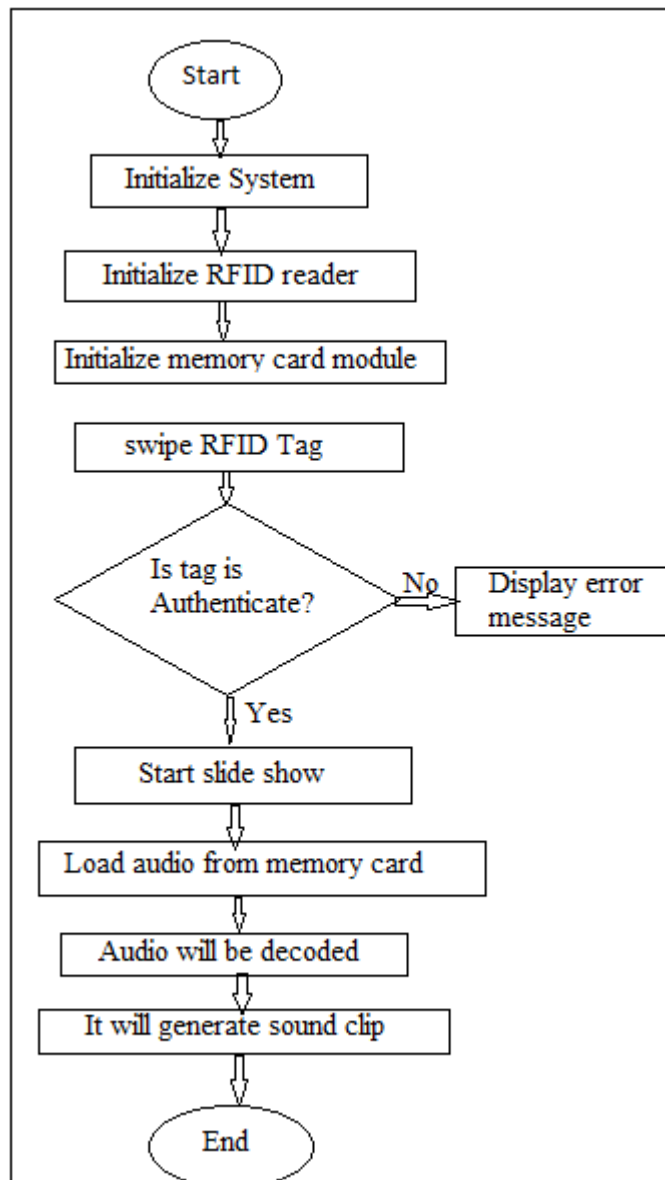 Start
Initialize System
Initialize RFID reader
Initialize memory card module
swipe RFID Tag
Is tag is
Authenticate?
No
Display error
message
Yes
Start slide show
Load audio from memory card
Audio will be decoded
It will generate sound clip
End